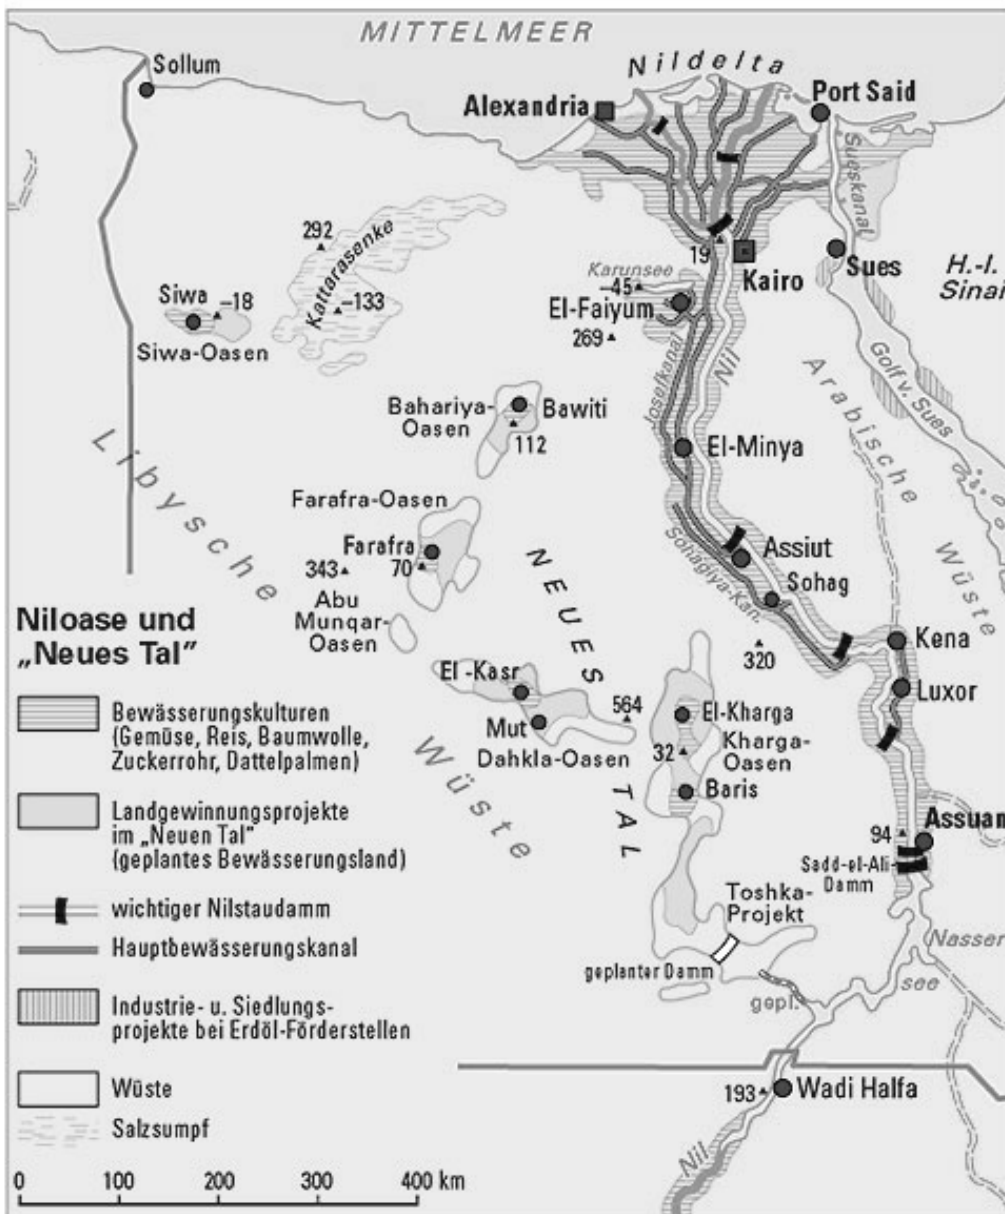 MITTELMEER
Sollum
Nildelta
Alexandria
Port Said
Sueskanal
292
Kattarasenke
-133
19
Kairo
Sues
H.-I.
Sinai
Karunsee
-45
El-Faiyum
269
Siwa
-18
Siwa-Oasen
Josefkanal
Nil
Golf v. Sues
Arabische
Wüste
Bahariya-
Oasen
Bawiti
112
El-Minya
Libysche
Wüste
Farafra-Oasen
Farafra
343
70
Abu
Munqar-
Oasen
NEUES
TAL
Assiut
Sohag
Sohagiya-Kan.
320
Kena
Luxor
El -Kasr
Mut
Dahkla-Oasen
564
El-Kharga
Kharga-
Oasen
32
Baris
94
Assuan
Sadd-el-Ali-
Damm
Toshka-
Projekt
geplanter Damm
gepl.
Nasser
see
193
Wadi Halfa
Nil
Niloase und
„Neues Tal”
Bewässerungskulturen
(Gemüse, Reis, Baumwolle,
Zuckerrohr, Dattelpalmen)
Landgewinnungsprojekte
im „Neuen Tal”
(geplantes Bewässerungsland)
wichtiger Nilstaudamm
Hauptbewässerungskanal
Industrie- u. Siedlungs-
projekte bei Erdöl-Förderstellen
Wüste
Salzsumpf
0 100 200 300 400 km